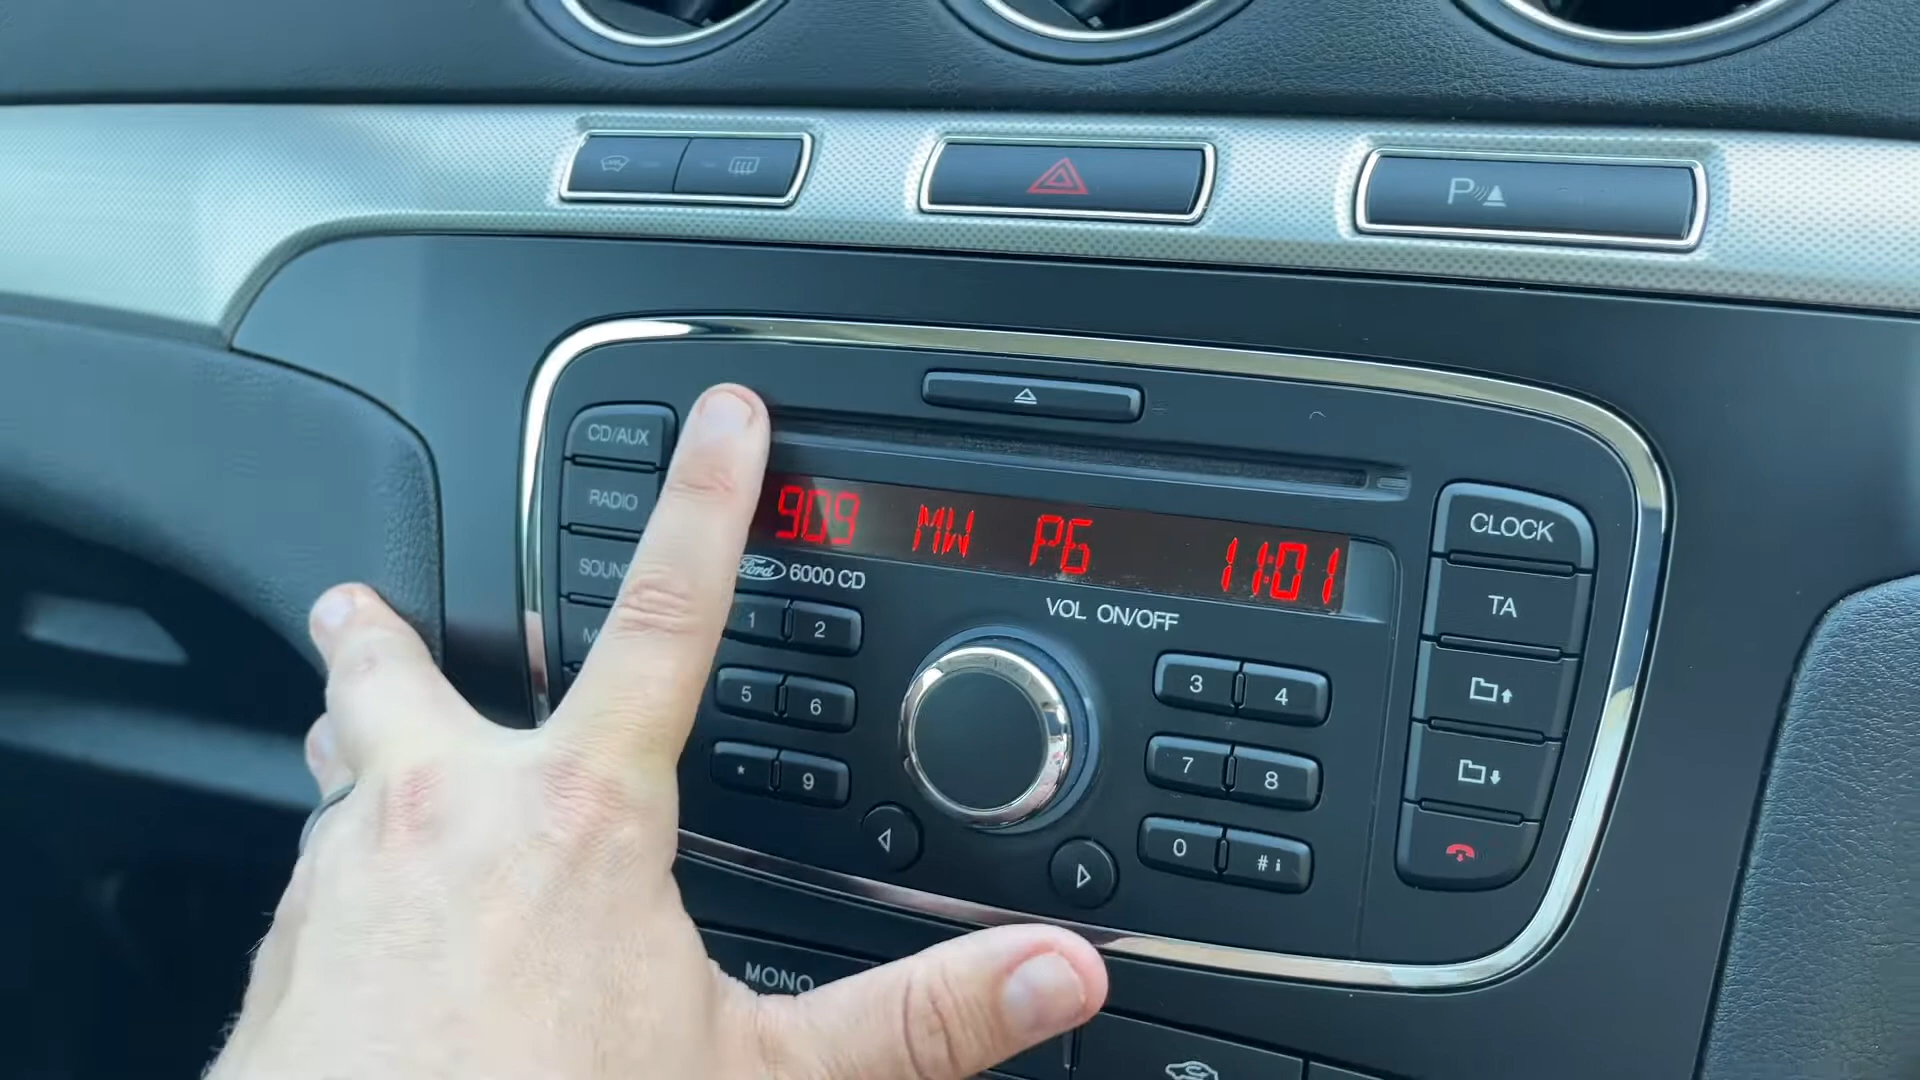 P
CD/AUX
RADIO
909 MW P6 11:01
CLOCK
Ford 6000 CD
VOL ON/OFF
TA
1 2
3 4
5 6
7 8
* 9
0 # i
MONO